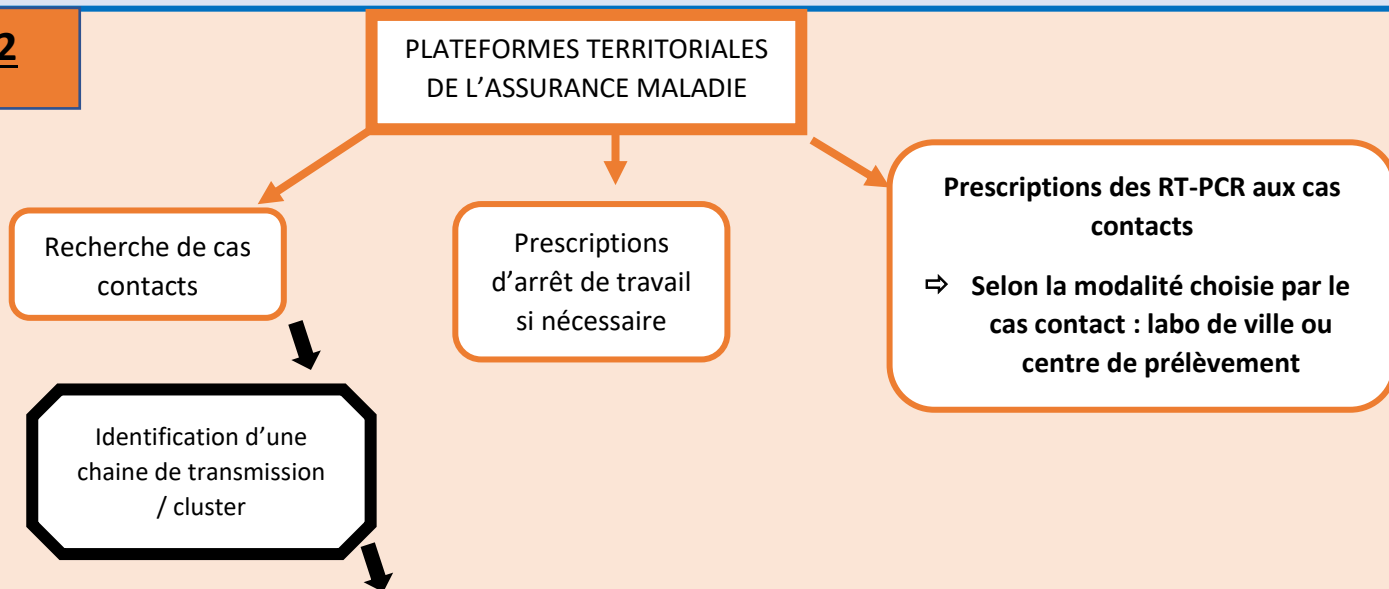 2
PLATEFORMES TERRITORIALES
DE L’ASSURANCE MALADIE
Recherche de cas
contacts
Prescriptions
d’arrêt de travail
si nécessaire
Prescriptions des RT-PCR aux cas
contacts
⇨ Selon la modalité choisie par le
cas contact : labo de ville ou
centre de prélèvement
Identification d’une
chaine de transmission
/ cluster